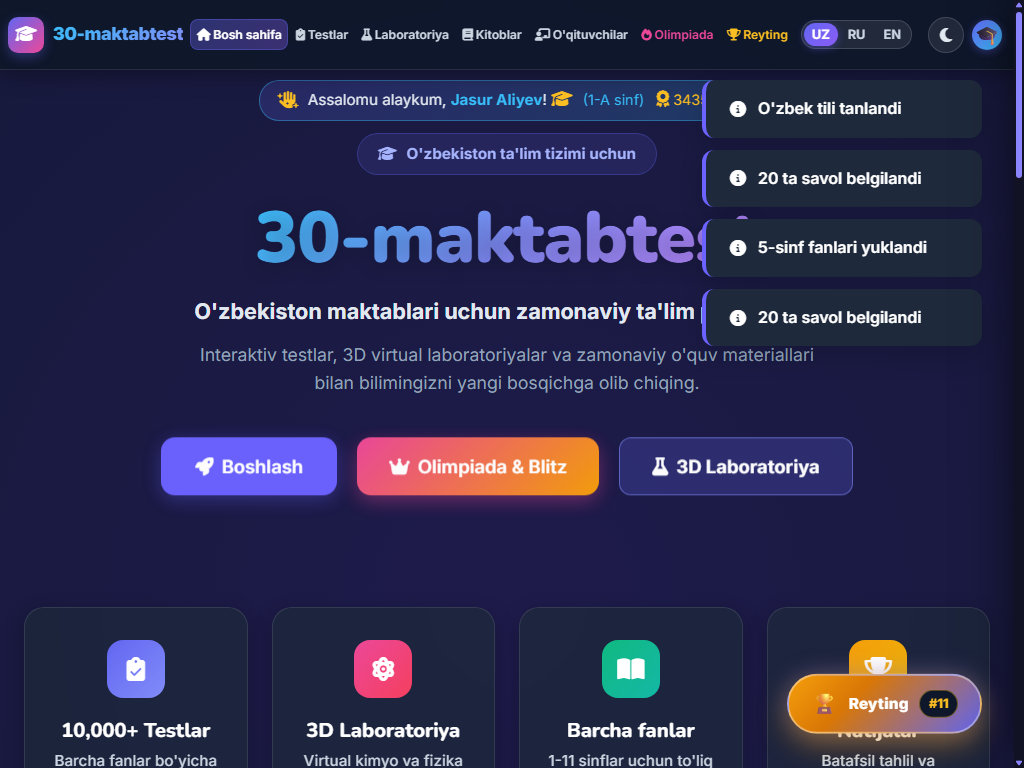 30-maktabtest
Bosh sahifa
Testlar
Laboratoriya
Kitoblar
O'qituvchilar
Olimpiada
Reyting
UZ RU EN
Assalomu alaykum, Jasur Aliyev! (1-A sinf)
O'zbekiston ta'lim tizimi uchun
O'zbek tili tanlandi
20 ta savol belgilandi
5-sinf fanlari yuklandi
20 ta savol belgilandi
O'zbekiston maktablari uchun zamonaviy ta'lim
Interaktiv testlar, 3D virtual laboratoriyalar va zamonaviy o'quv materiallari
bilan bilimingizni yangi bosqichga olib chiqing.
Boshlash
Olimpiada & Blitz
3D Laboratoriya
10,000+ Testlar
Barcha fanlar bo'yicha
3D Laboratoriya
Virtual kimyo va fizika
Barcha fanlar
1-11 sinflar uchun to'liq
Reyting #11
Batafsil tahlil va